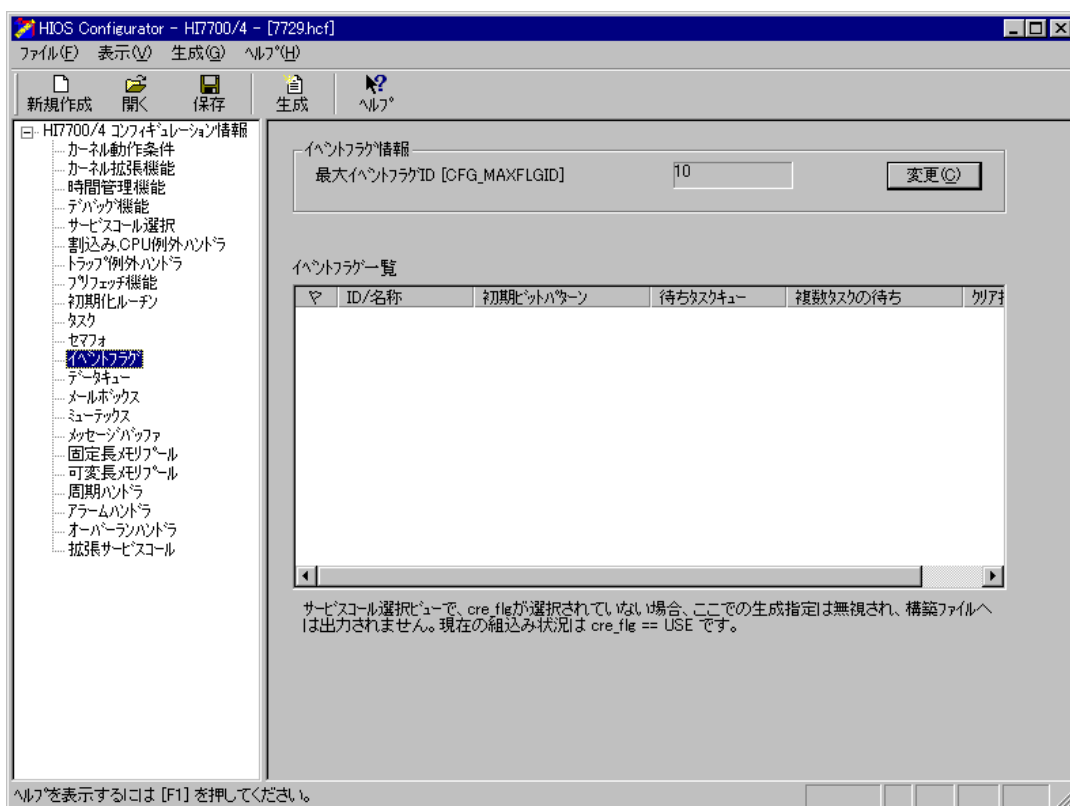 HIOS Configurator - HI7700/4 - [7729.hcf]
ファイル(F) 表示(V) 生成(G) ヘルプ(H)
新規作成 開く 保存 生成 ヘルプ
HI7700/4 コンフィギュレーション情報
カーネル動作条件
カーネル拡張機能
時間管理機能
デバッグ機能
サービスコール選択
割込み,CPU例外ハンドラ
トラップ例外ハンドラ
プリフェッチ機能
初期化ルーチン
タスク
セマフォ
イベントフラグ
データキュー
メールボックス
ミューテックス
メッセージバッファ
固定長メモリプール
可変長メモリプール
周期ハンドラ
アラームハンドラ
オーバーランハンドラ
拡張サービスコール
イベントフラグ情報
最大イベントフラグID [CFG_MAXFLGID] 10 変更(C)
イベントフラグ一覧
ID/名称 初期ビットパターン 待ちタスクキュー 複数タスクの待ち クリア
サービスコール選択ビューで、cre_flgが選択されていない場合、ここでの生成指定は無視され、構築ファイルへ
は出力されません。現在の組込み状況は cre_flg == USE です。
ヘルプを表示するには [F1] を押してください。